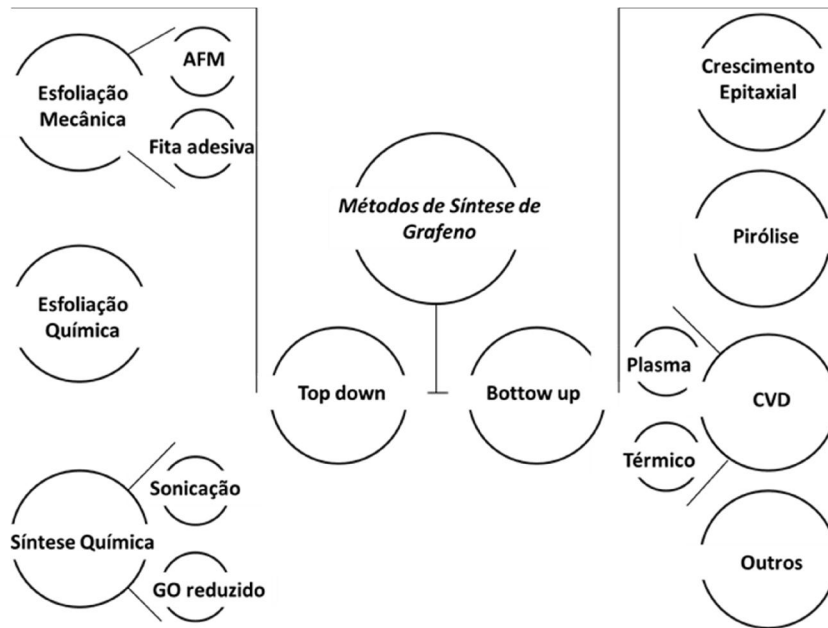 Esfoliação
Mecânica
AFM
Fita adesiva
Esfoliação
Química
Síntese Química
Sonicação
GO reduzido
Métodos de Síntese de
Grafeno
Top down
Bottow up
Crescimento
Epitaxial
Pirólise
Plasma
CVD
Térmico
Outros